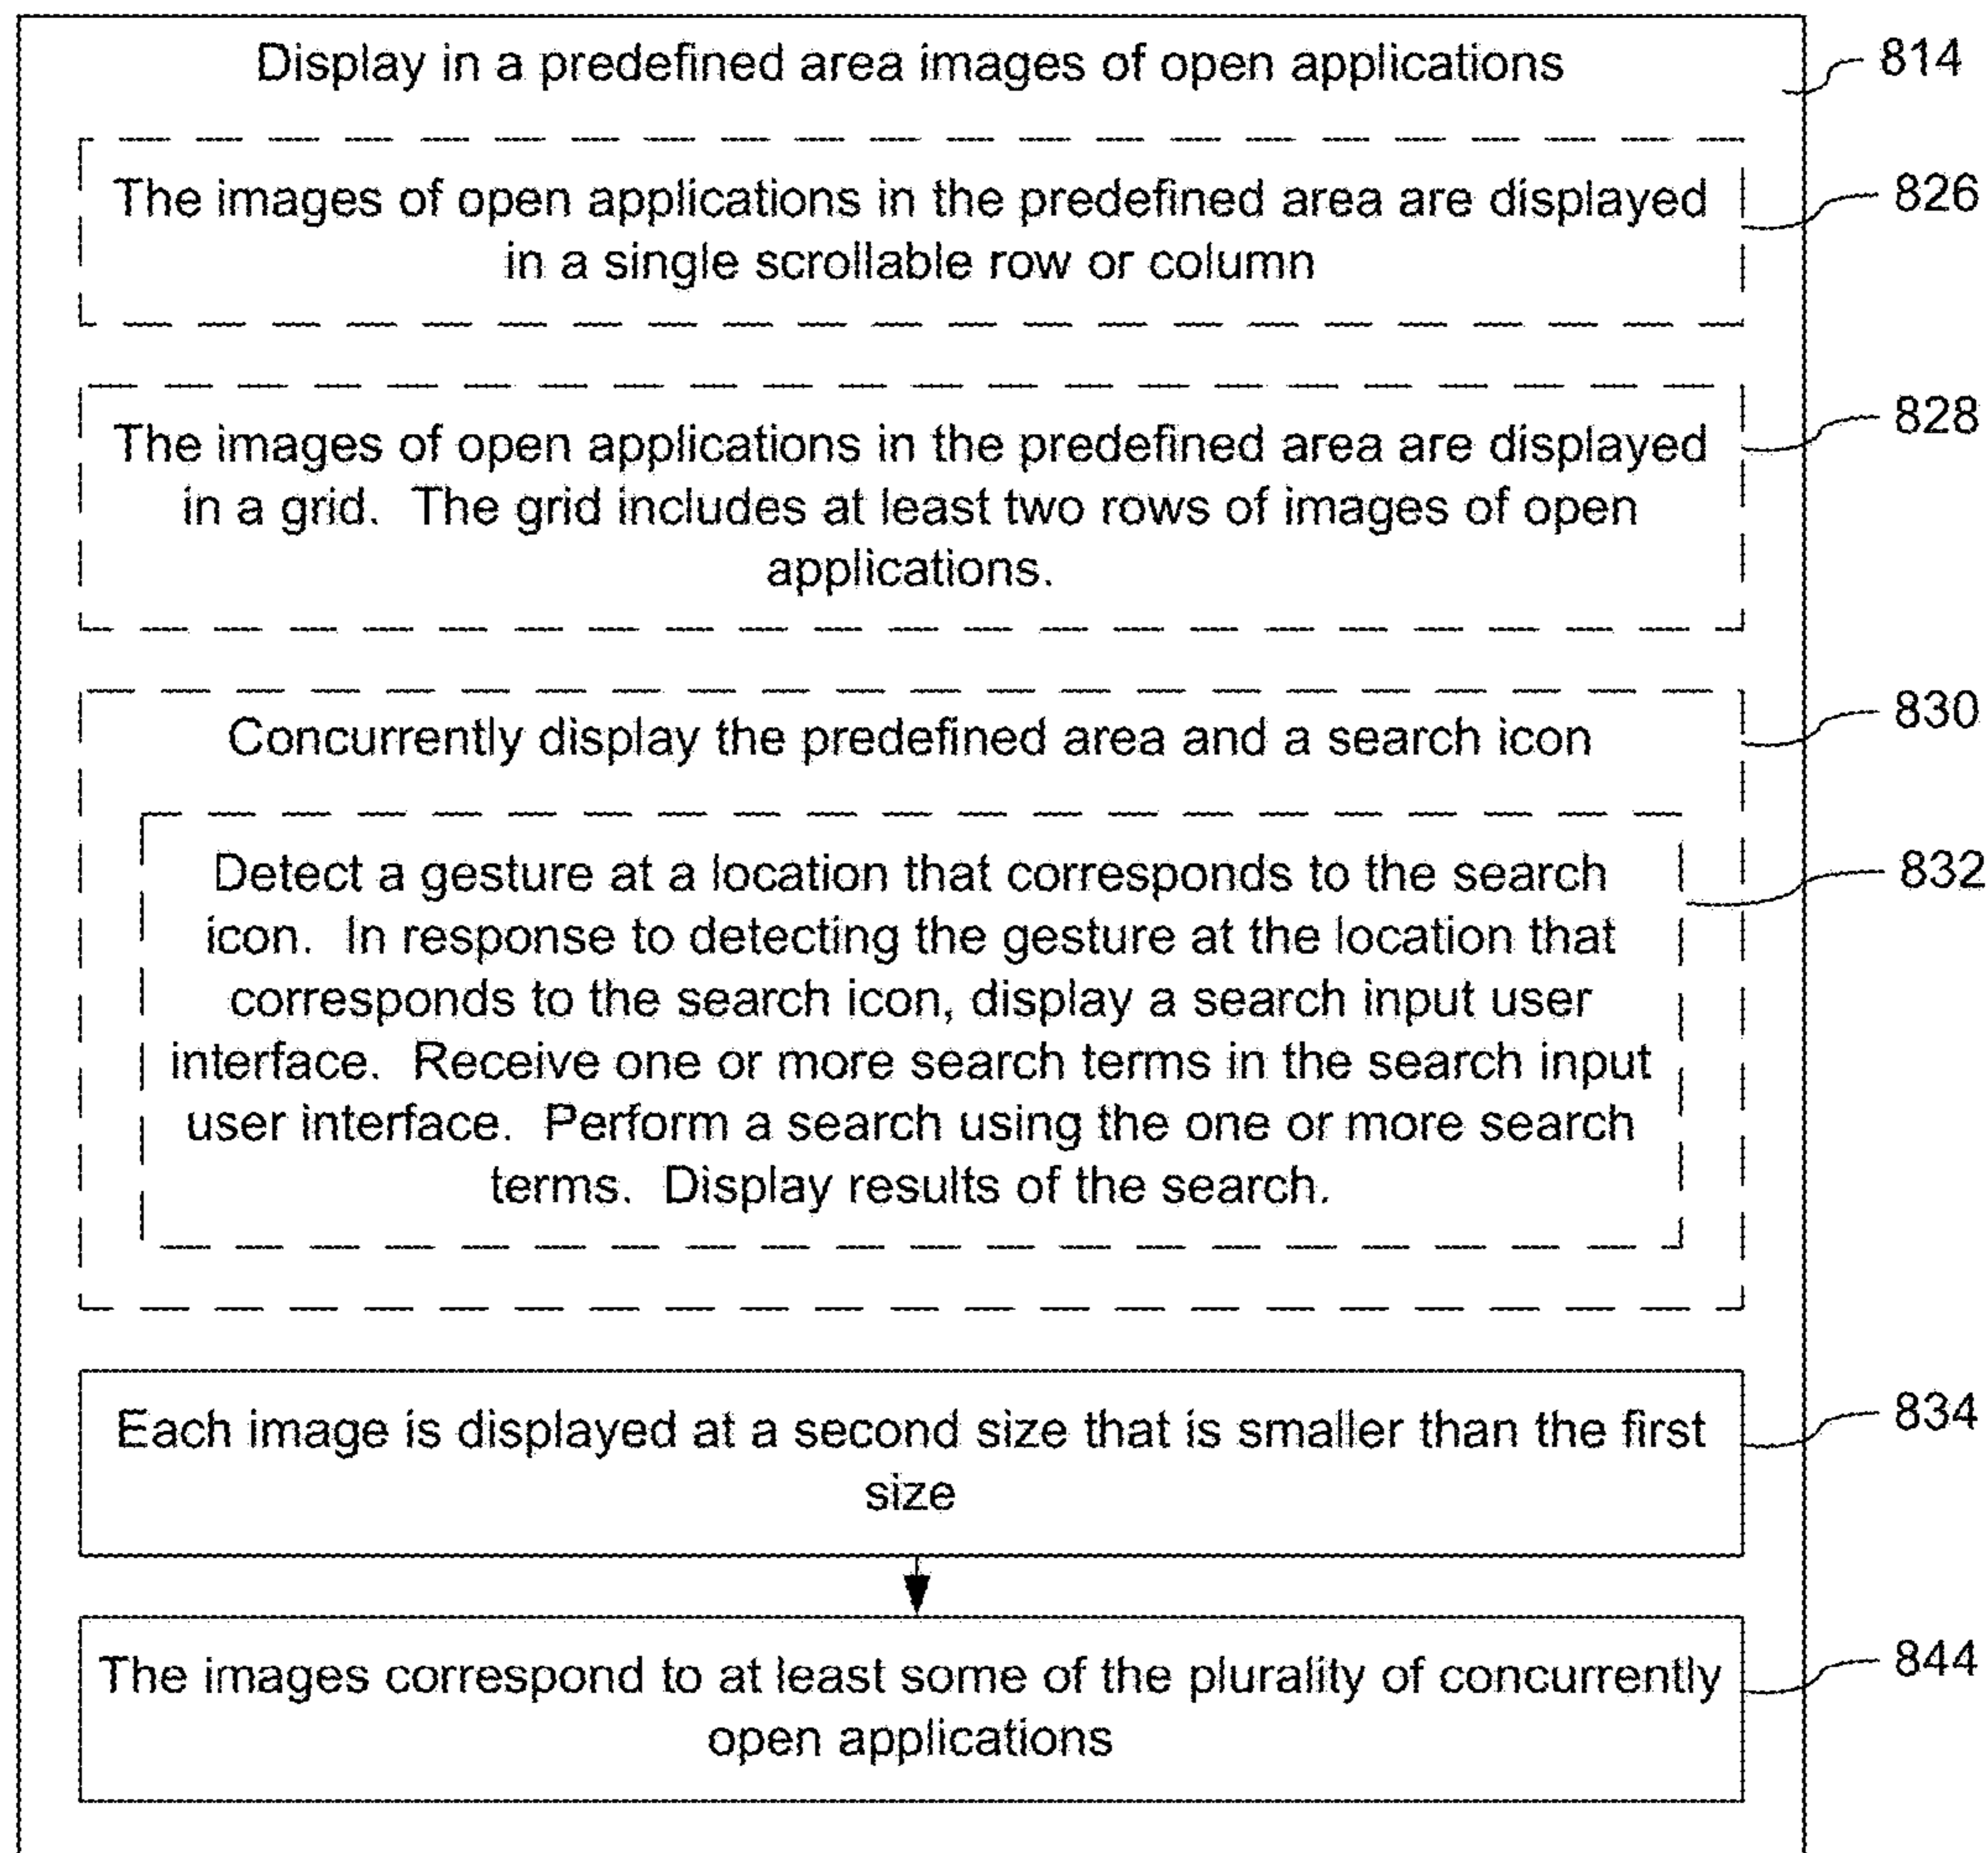 Display in a predefined area images of open applications
814
The images of open applications in the predefined area are displayed
in a single scrollable row or column
826
The images of open applications in the predefined area are displayed
in a grid.  The grid includes at least two rows of images of open
applications.
828
Concurrently display the predefined area and a search icon
830
Detect a gesture at a location that corresponds to the search
icon.  In response to detecting the gesture at the location that
corresponds to the search icon, display a search input user
interface.  Receive one or more search terms in the search input
user interface.  Perform a search using the one or more search
terms.  Display results of the search.
832
Each image is displayed at a second size that is smaller than the first
size
834
The images correspond to at least some of the plurality of concurrently
open applications
844